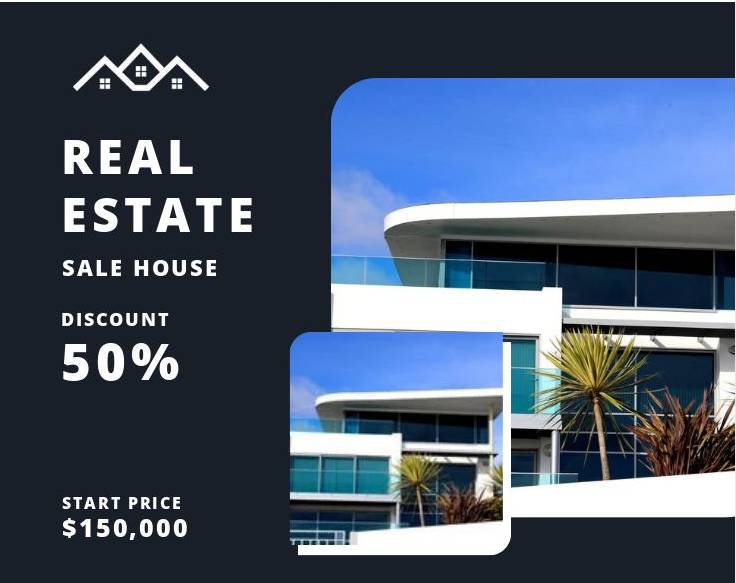 REAL
ESTATE
SALE HOUSE
DISCOUNT
50%
START PRICE
$150,000